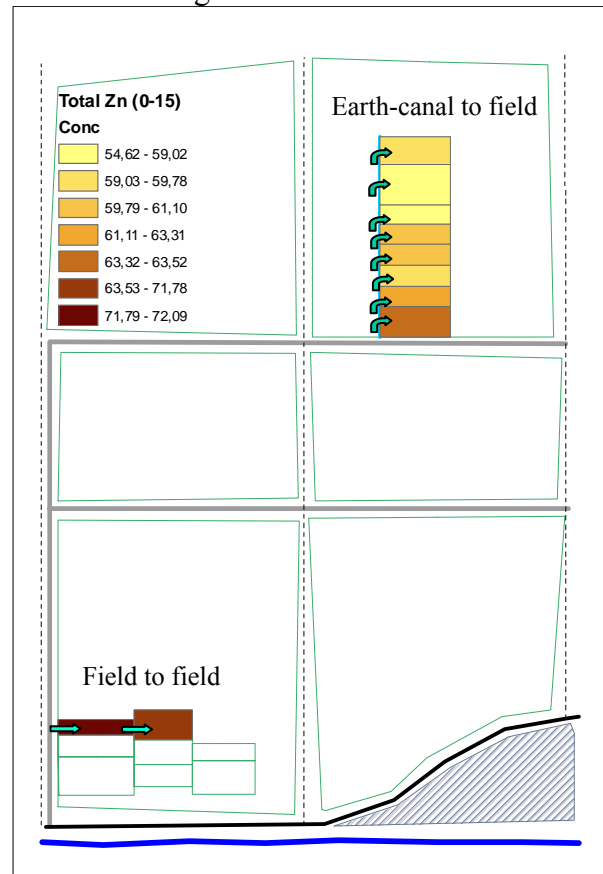 Total Zn (0-15)
Conc
54,62 - 59,02
59,03 - 59,78
59,79 - 61,10
61,11 - 63,31
63,32 - 63,52
63,53 - 71,78
71,79 - 72,09
Earth-canal to field
Field to field